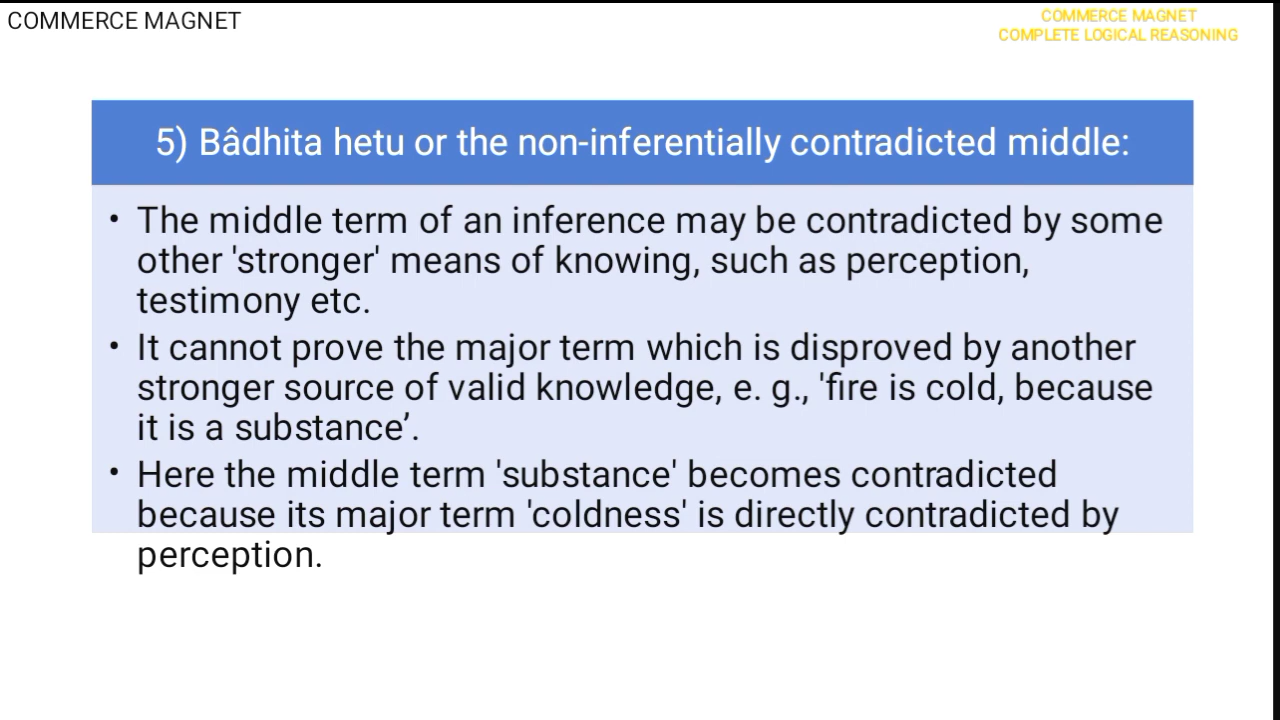 COMMERCE MAGNET
COMMERCE MAGNET
COMPLETE LOGICAL REASONING
5) Bâdhita hetu or the non-inferentially contradicted middle:
• The middle term of an inference may be contradicted by some
other 'stronger' means of knowing, such as perception,
testimony etc.
• It cannot prove the major term which is disproved by another
stronger source of valid knowledge, e. g., 'fire is cold, because
it is a substance’.
• Here the middle term 'substance' becomes contradicted
because its major term 'coldness' is directly contradicted by
perception.